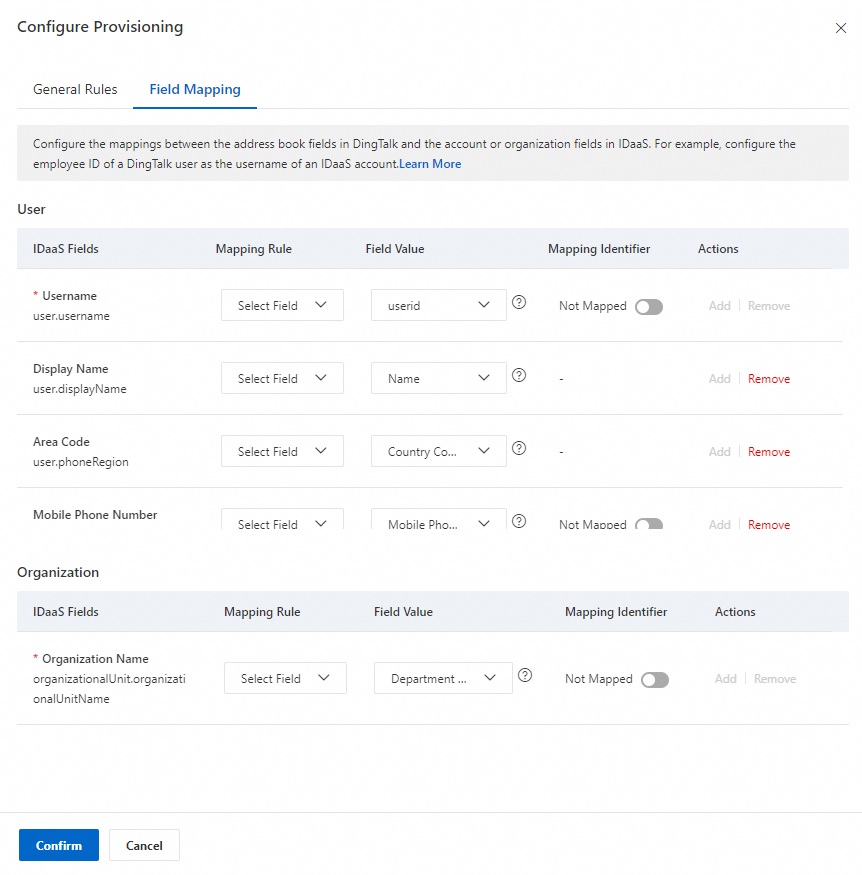 Configure Provisioning
General Rules
Field Mapping
Configure the mappings between the address book fields in DingTalk and the account or organization fields in IDaaS. For example, configure the
employee ID of a DingTalk user as the username of an IDaaS account.Learn More
User
IDaaS Fields Mapping Rule Field Value Mapping Identifier Actions
* Username
user.username
Select Field userid Not Mapped Add Remove
Display Name
user.displayName
Select Field Name - Add Remove
Area Code
user.phoneRegion
Select Field Country Co... - Add Remove
Mobile Phone Number
Select Field Mobile Pho... Not Mapped Add Remove
Organization
IDaaS Fields Mapping Rule Field Value Mapping Identifier Actions
* Organization Name
organizationalUnit.organizati
onalUnitName
Select Field Department ... Not Mapped Add Remove
Confirm Cancel